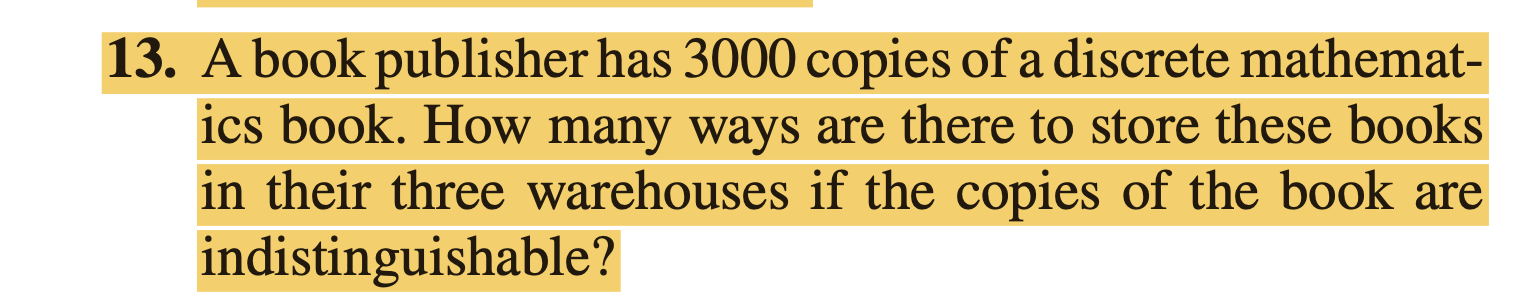 13. A book publisher has 3000 copies of a discrete mathemat-
ics book. How many ways are there to store these books
in their three warehouses if the copies of the book are
indistinguishable?